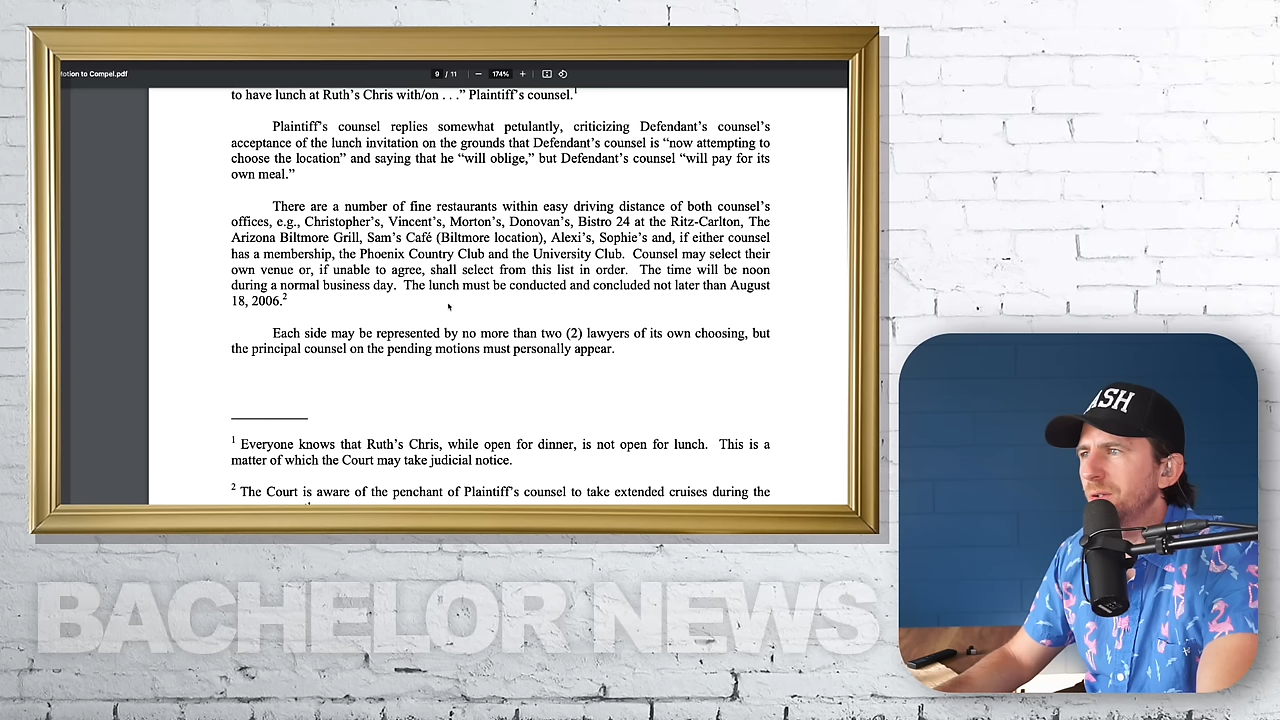 Motion to Compel.pdf
9 / 11
174%
to have lunch at Ruth's Chris with/on . . ." Plaintiff's counsel.1
Plaintiff's counsel replies somewhat petulantly, criticizing Defendant's counsel's
acceptance of the lunch invitation on the grounds that Defendant's counsel is "now attempting to
choose the location" and saying that he "will oblige," but Defendant's counsel "will pay for its
own meal."
There are a number of fine restaurants within easy driving distance of both counsel's
offices, e.g., Christopher's, Vincent's, Morton's, Donovan's, Bistro 24 at the Ritz-Carlton, The
Arizona Biltmore Grill, Sam's Café (Biltmore location), Alexi's, Sophie's and, if either counsel
has a membership, the Phoenix Country Club and the University Club. Counsel may select their
own venue or, if unable to agree, shall select from this list in order. The time will be noon
during a normal business day. The lunch must be conducted and concluded not later than August
18, 2006.2
Each side may be represented by no more than two (2) lawyers of its own choosing, but
the principal counsel on the pending motions must personally appear.
1 Everyone knows that Ruth's Chris, while open for dinner, is not open for lunch. This is a
matter of which the Court may take judicial notice.
2 The Court is aware of the penchant of Plaintiff's counsel to take extended cruises during the
BACHELOR NEWS
ASH